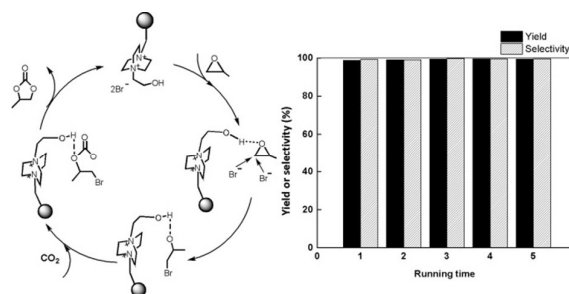 N+
N+
2Br-
OH
O
O
O
O
O
H
O
O
O-
Br
N+
N+
O
H
O
Br-
Br-
N+
N+
CO2
O
H
O
Br
N+
N+
Yield
Selectivity
Yield or selectivity (%)
100
80
60
40
20
0
0
1
2
3
4
5
Running time